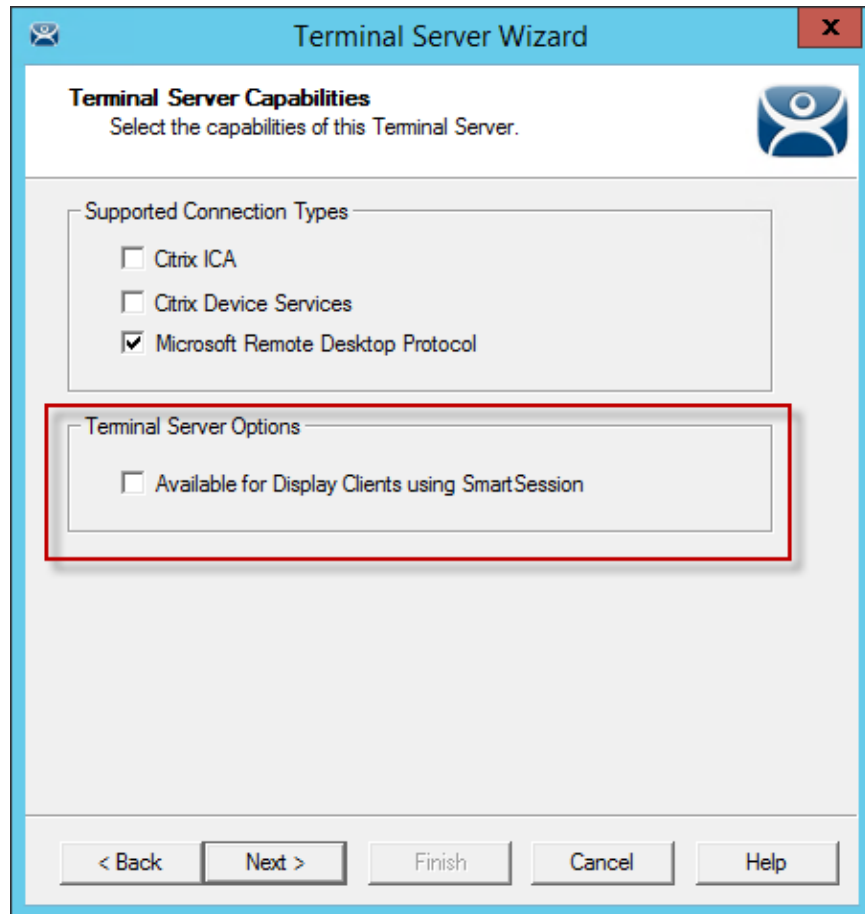 Terminal Server Wizard
x
Terminal Server Capabilities
Select the capabilities of this Terminal Server.
Supported Connection Types
Citrix ICA
Citrix Device Services
Microsoft Remote Desktop Protocol
Terminal Server Options
Available for Display Clients using SmartSession
< Back Next > Finish Cancel Help